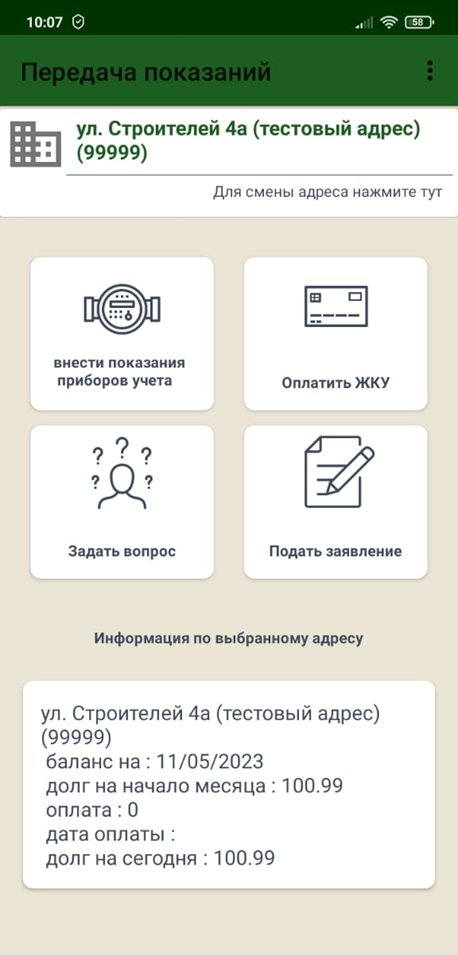 10:07
58
Передача показаний
ул. Строителей 4а (тестовый адрес)
(99999)
Для смены адреса нажмите тут
внести показания
приборов учета
Оплатить ЖКУ
? ? ?
? ?
Задать вопрос
Подать заявление
Информация по выбранному адресу
ул. Строителей 4а (тестовый адрес)
(99999)
баланс на : 11/05/2023
долг на начало месяца : 100.99
оплата : 0
дата оплаты :
долг на сегодня : 100.99